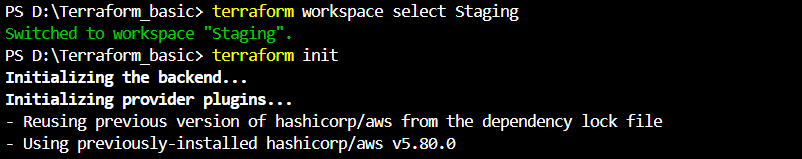 PS D:\Terraform_basic> terraform workspace select Staging
Switched to workspace "Staging".
PS D:\Terraform_basic> terraform init
Initializing the backend...
Initializing provider plugins...
- Reusing previous version of hashicorp/aws from the dependency lock file
- Using previously-installed hashicorp/aws v5.80.0